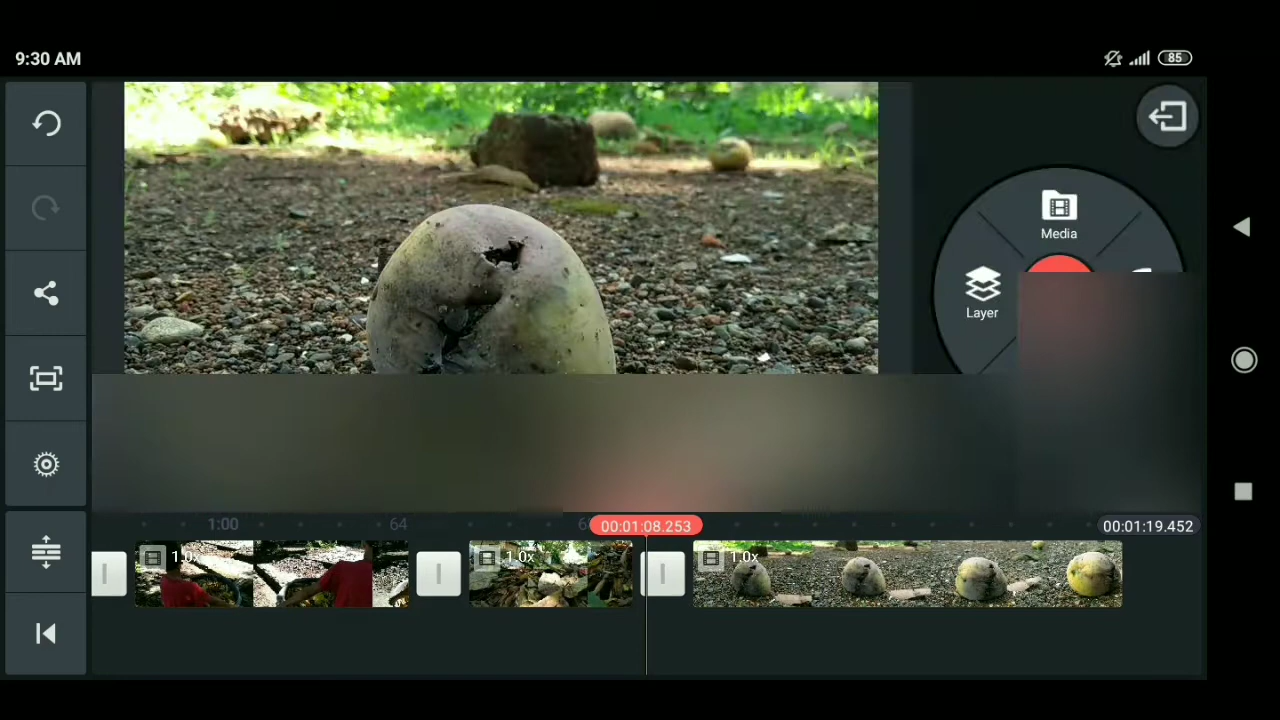 9:30 AM
85
Media
Layer
1:00
64
00:01:08.253
00:01:19.452
1.0x
1.0x
1.0x